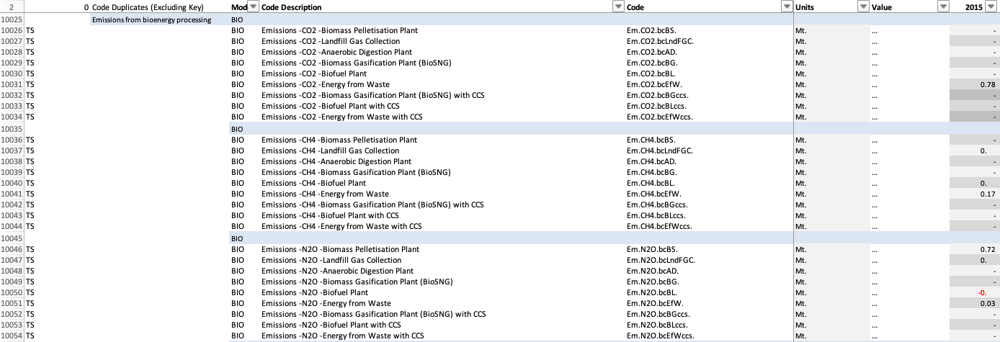 2 0 Code Duplicates (Excluding Key) Mod Code Description Code Units Value 2015
10025 Emissions from bioenergy processing BIO
10026 TS BIO Emissions -CO2 -Biomass Pelletisation Plant Em.CO2.bcBS. Mt. ... -
10027 TS BIO Emissions -CO2 -Landfill Gas Collection Em.CO2.bcLndFGC. Mt. ... -
10028 TS BIO Emissions -CO2 -Anaerobic Digestion Plant Em.CO2.bcAD. Mt. ... -
10029 TS BIO Emissions -CO2 -Biomass Gasification Plant (BioSNG) Em.CO2.bcBG. Mt. ... -
10030 TS BIO Emissions -CO2 -Biofuel Plant Em.CO2.bcBL. Mt. ... -
10031 TS BIO Emissions -CO2 -Energy from Waste Em.CO2.bcEfW. Mt. ... 0.78
10032 TS BIO Emissions -CO2 -Biomass Gasification Plant (BioSNG) with CCS Em.CO2.bcBGccs. Mt. ... -
10033 TS BIO Emissions -CO2 -Biofuel Plant with CCS Em.CO2.bcBLccs. Mt. ... -
10034 TS BIO Emissions -CO2 -Energy from Waste with CCS Em.CO2.bcEfWccs. Mt. ... -
10035 BIO
10036 TS BIO Emissions -CH4 -Biomass Pelletisation Plant Em.CH4.bcBS. Mt. ... -
10037 TS BIO Emissions -CH4 -Landfill Gas Collection Em.CH4.bcLndFGC. Mt. ... 0.
10038 TS BIO Emissions -CH4 -Anaerobic Digestion Plant Em.CH4.bcAD. Mt. ... -
10039 TS BIO Emissions -CH4 -Biomass Gasification Plant (BioSNG) Em.CH4.bcBG. Mt. ... -
10040 TS BIO Emissions -CH4 -Biofuel Plant Em.CH4.bcBL. Mt. ... 0.
10041 TS BIO Emissions -CH4 -Energy from Waste Em.CH4.bcEfW. Mt. ... 0.17
10042 TS BIO Emissions -CH4 -Biomass Gasification Plant (BioSNG) with CCS Em.CH4.bcBGccs. Mt. ... -
10043 TS BIO Emissions -CH4 -Biofuel Plant with CCS Em.CH4.bcBLccs. Mt. ... -
10044 TS BIO Emissions -CH4 -Energy from Waste with CCS Em.CH4.bcEfWccs. Mt. ... -
10045 BIO
10046 TS BIO Emissions -N2O -Biomass Pelletisation Plant Em.N2O.bcBS. Mt. ... 0.72
10047 TS BIO Emissions -N2O -Landfill Gas Collection Em.N2O.bcLndFGC. Mt. ... 0.
10048 TS BIO Emissions -N2O -Anaerobic Digestion Plant Em.N2O.bcAD. Mt. ... -
10049 TS BIO Emissions -N2O -Biomass Gasification Plant (BioSNG) Em.N2O.bcBG. Mt. ... -
10050 TS BIO Emissions -N2O -Biofuel Plant Em.N2O.bcBL. Mt. ... -0.
10051 TS BIO Emissions -N2O -Energy from Waste Em.N2O.bcEfW. Mt. ... 0.03
10052 TS BIO Emissions -N2O -Biomass Gasification Plant (BioSNG) with CCS Em.N2O.bcBGccs. Mt. ... -
10053 TS BIO Emissions -N2O -Biofuel Plant with CCS Em.N2O.bcBLccs. Mt. ... -
10054 TS BIO Emissions -N2O -Energy from Waste with CCS Em.N2O.bcEfWccs. Mt. ... -